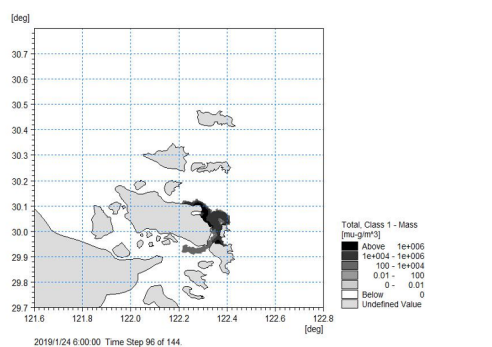 [deg]
30.7
30.6
30.5
30.4
30.3
30.2
30.1
30.0
29.9
29.8
29.7
121.6 121.8 122.0 122.2 122.4 122.6 122.8
[deg]
2019/1/24 6:00:00 Time Step 96 of 144.
Total, Class 1 - Mass
[mu-g/m^3]
Above 1e+006
1e+004 - 1e+006
100 - 1e+004
0.01 - 100
0 - 0.01
Below 0
Undefined Value